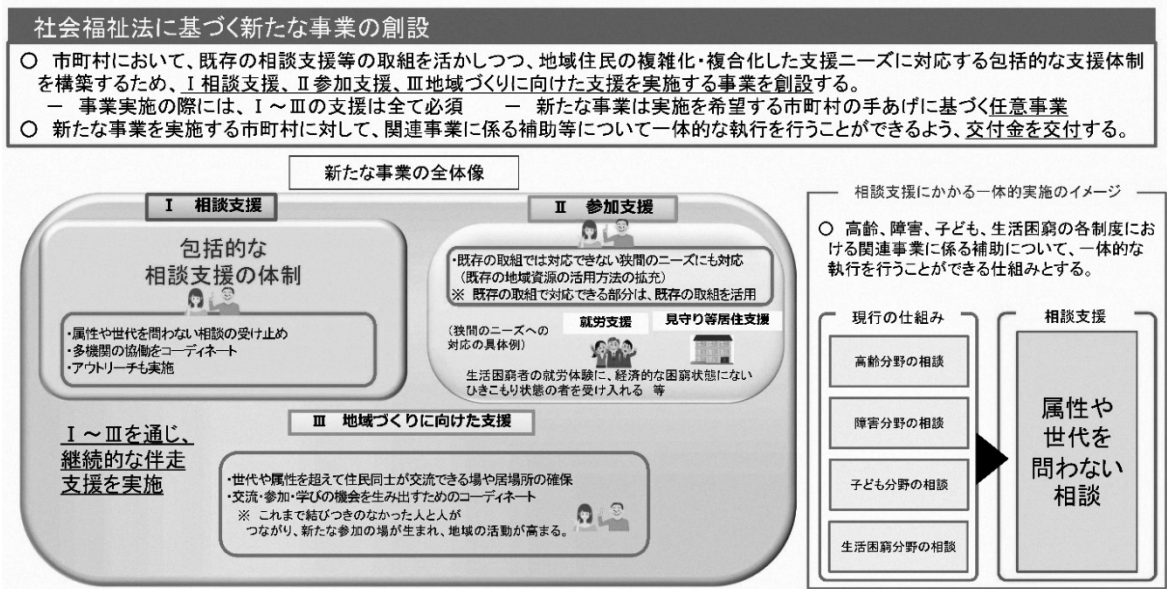 社会福祉法に基づく新たな事業の創設
○ 市町村において、既存の相談支援等の取組を活かしつつ、地域住民の複雑化・複合化した支援ニーズに対応する包括的な支援体制
を構築するため、Ⅰ相談支援、Ⅱ参加支援、Ⅲ地域づくりに向けた支援を実施する事業を創設する。
－ 事業実施の際には、Ⅰ～Ⅲの支援は全て必須 － 新たな事業は実施を希望する市町村の手あげに基づく任意事業
○ 新たな事業を実施する市町村に対して、関連事業に係る補助等について一体的な執行を行うことができるよう、交付金を交付する。
新たな事業の全体像
Ⅰ 相談支援
包括的な
相談支援の体制
・属性や世代を問わない相談の受け止め
・多機関の協働をコーディネート
・アウトリーチも実施
Ⅱ 参加支援
・既存の取組では対応できない狭間のニーズにも対応
（既存の地域資源の活用方法の拡充）
※ 既存の取組で対応できる部分は、既存の取組を活用
（狭間のニーズへの
対応の具体例）
就労支援
見守り等居住支援
生活困窮者の就労体験に、経済的な困窮状態にない
ひきこもり状態の者を受け入れる 等
Ⅲ 地域づくりに向けた支援
Ⅰ～Ⅲを通じ、
継続的な伴走
支援を実施
・世代や属性を超えて住民同士が交流できる場や居場所の確保
・交流・参加・学びの機会を生み出すためのコーディネート
※ これまで結びつきのなかった人と人が
つながり、新たな参加の場が生まれ、地域の活動が高まる。
相談支援にかかる一体的実施のイメージ
○ 高齢、障害、子ども、生活困窮の各制度にお
ける関連事業に係る補助について、一体的な
執行を行うことができる仕組みとする。
現行の仕組み
高齢分野の相談
障害分野の相談
子ども分野の相談
生活困窮分野の相談
相談支援
属性や
世代を
問わない
相談